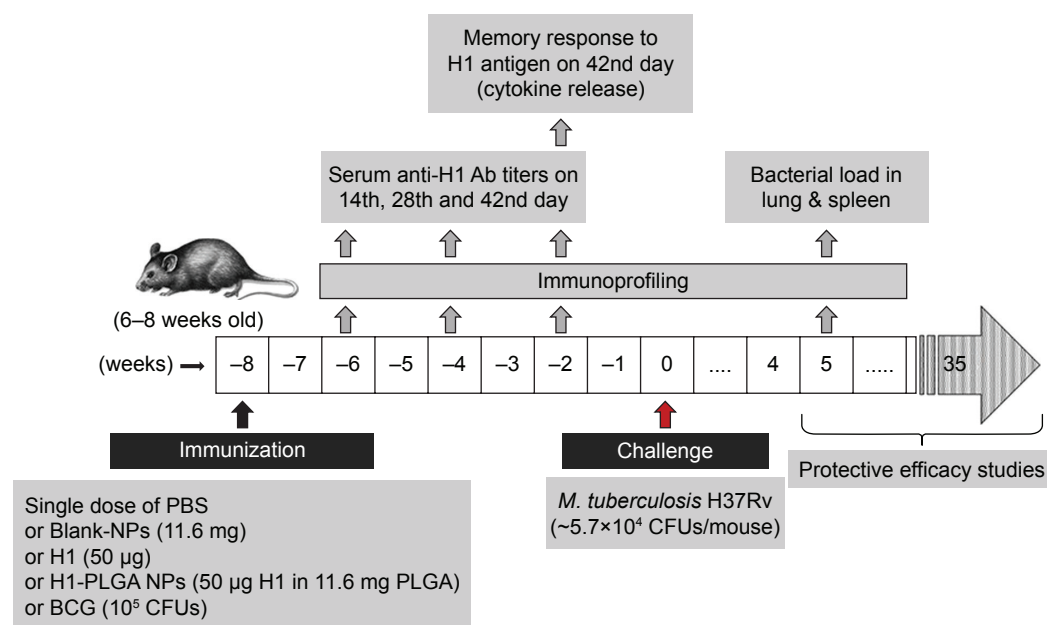 Memory response to
H1 antigen on 42nd day
(cytokine release)
Serum anti-H1 Ab titers on
14th, 28th and 42nd day
Bacterial load in
lung & spleen
Immunoprofiling
(6–8 weeks old)
(weeks)
–8 –7 –6 –5 –4 –3 –2 –1 0 .... 4 5 ..... 35
Immunization
Challenge
Protective efficacy studies
Single dose of PBS
or Blank-NPs (11.6 mg)
or H1 (50 µg)
or H1-PLGA NPs (50 µg H1 in 11.6 mg PLGA)
or BCG (10⁵ CFUs)
M. tuberculosis H37Rv
(~5.7×10⁴ CFUs/mouse)